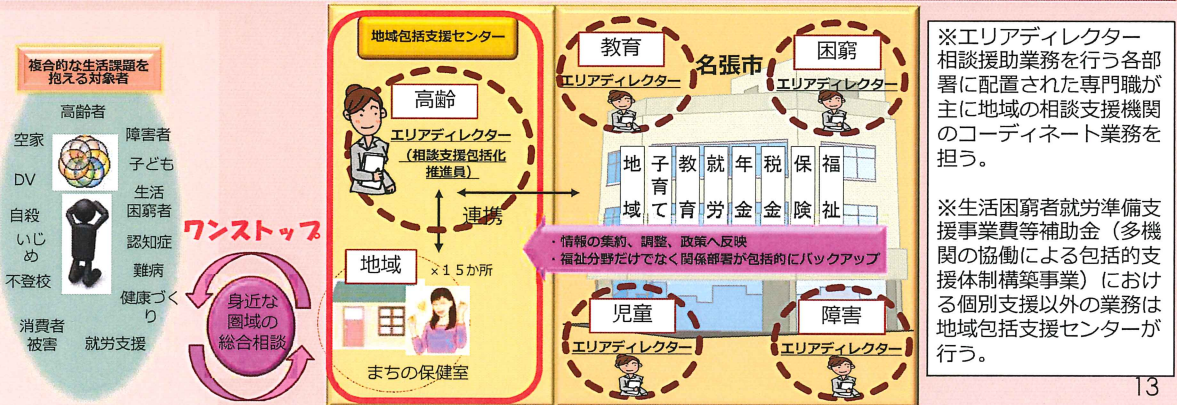 複合的な生活課題を
抱える対象者
高齢者
空家
障害者
子ども
DV
生活
困窮者
自殺
いじ
め
認知症
不登校
難病
健康づく
り
消費者
被害
就労支援
ワンストップ
身近な
圏域の
総合相談
地域包括支援センター
高齢
エリアディレクター
(相談支援包括化
推進員)
連携
地域
×15か所
まちの保健室
名張市
教育
エリアディレクター
困窮
エリアディレクター
地域
子育て
教育
就労
年金
税金
保険
福祉
・情報の集約、調整、政策へ反映
・福祉分野だけでなく関係部署が包括的にバックアップ
児童
エリアディレクター
障害
エリアディレクター
※エリアディレクター
相談援助業務を行う各部
署に配置された専門職が
主に地域の相談支援機関
のコーディネート業務を
担う。
※生活困窮者就労準備支
援事業費等補助金（多機
関の協働による包括的支
援体制構築事業）におけ
る個別支援以外の業務は
地域包括支援センターが
行う。
13